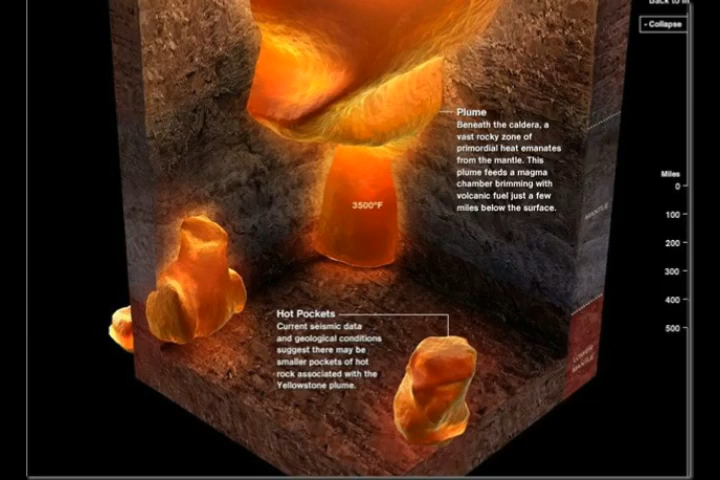 Back to
- Collapse
Plume
Beneath the caldera, a
vast rocky zone of
primordial heat emanates
from the mantle. This
plume feeds a magma
chamber brimming with
volcanic fuel just a few
miles below the surface.
Miles
0
100
200
300
400
500
MANTLE
3500°F
Hot Pockets
Current seismic data
and geological conditions
suggest there may be
smaller pockets of hot
rock associated with the
Yellowstone plume.
LOWER
MANTLE